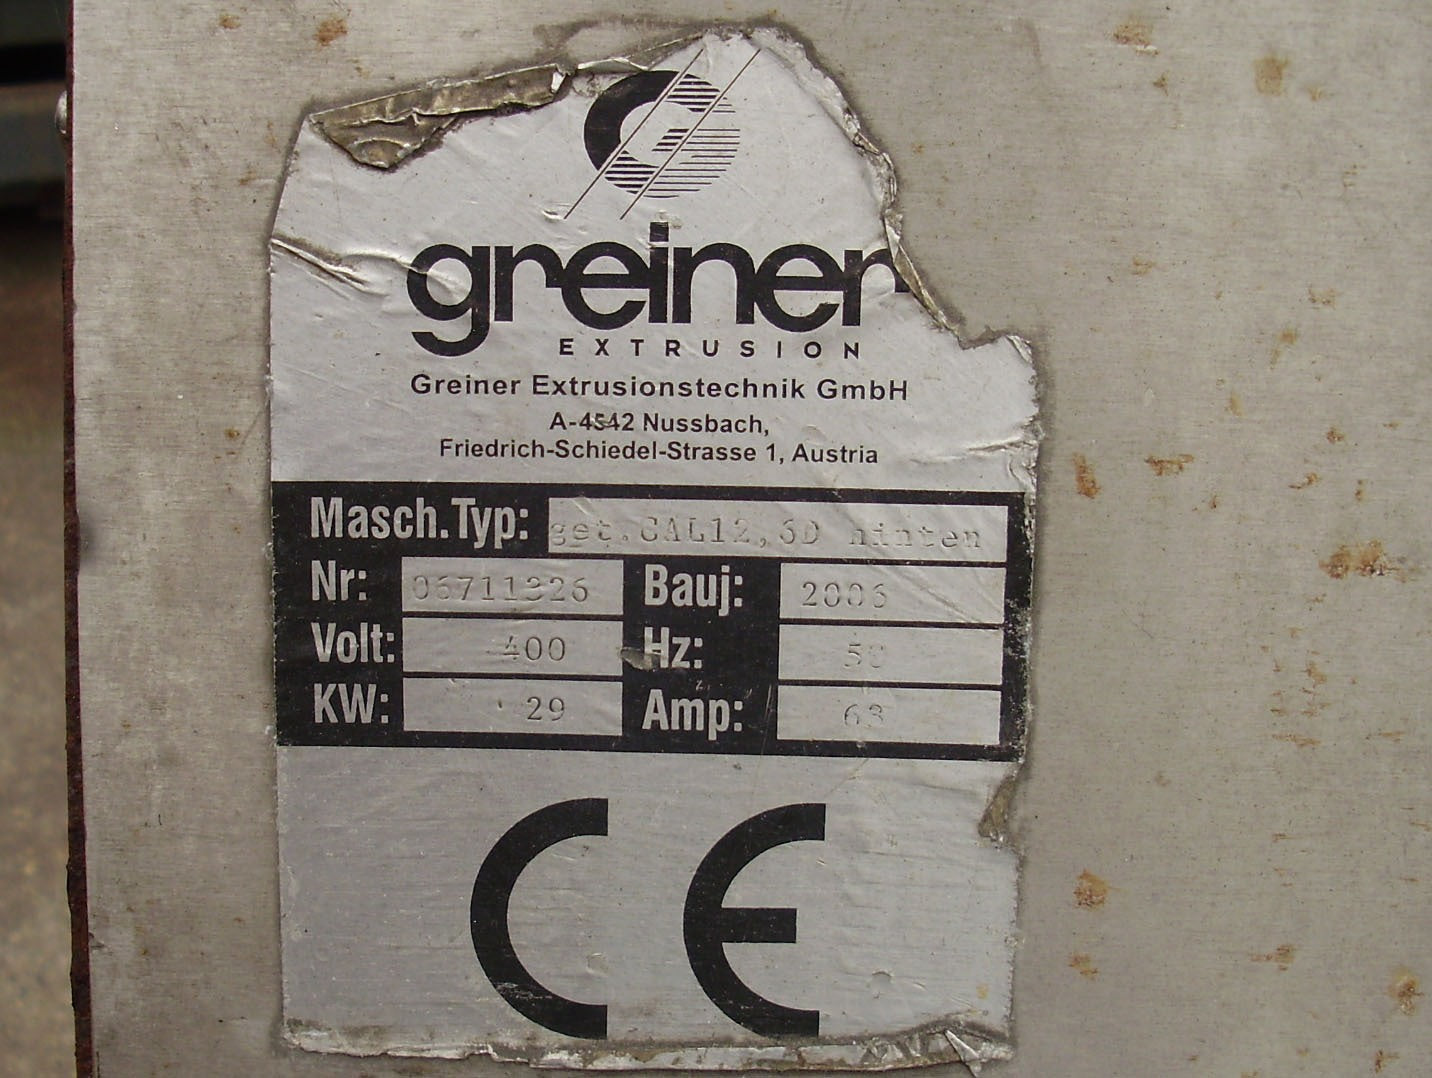 greiner
EXTRUSION
Greiner Extrusionstechnik GmbH
A-4542 Nussbach,
Friedrich-Schiedel-Strasse 1, Austria
Masch.Typ: get.CAL12,6D hinten
Nr: 06711326 Bauj: 2006
Volt: 400 Hz: 50
KW: 29 Amp: 63
CE